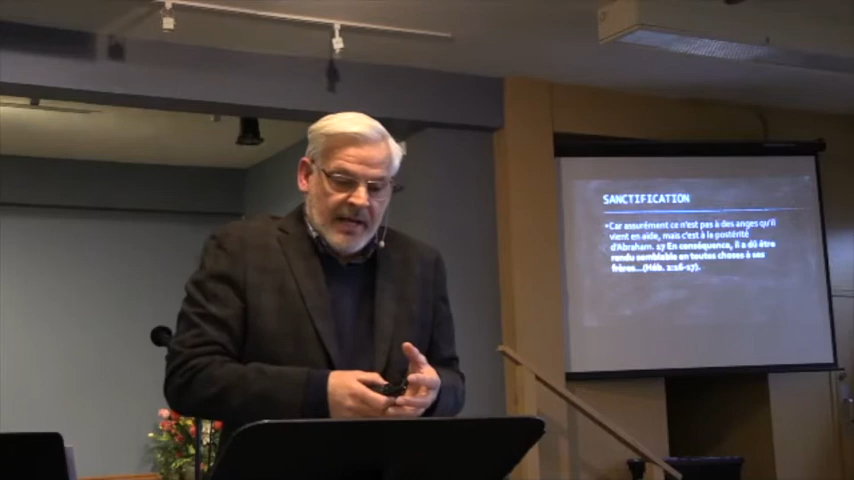 SANCTIFICATION
•Car assurément ce n'est pas à des anges qu'il
vient en aide, mais c'est à la postérité
d'Abraham. 17 En conséquence, il a dû être
rendu semblable en toutes choses à ses
frères...(Héb. 2:16-17).